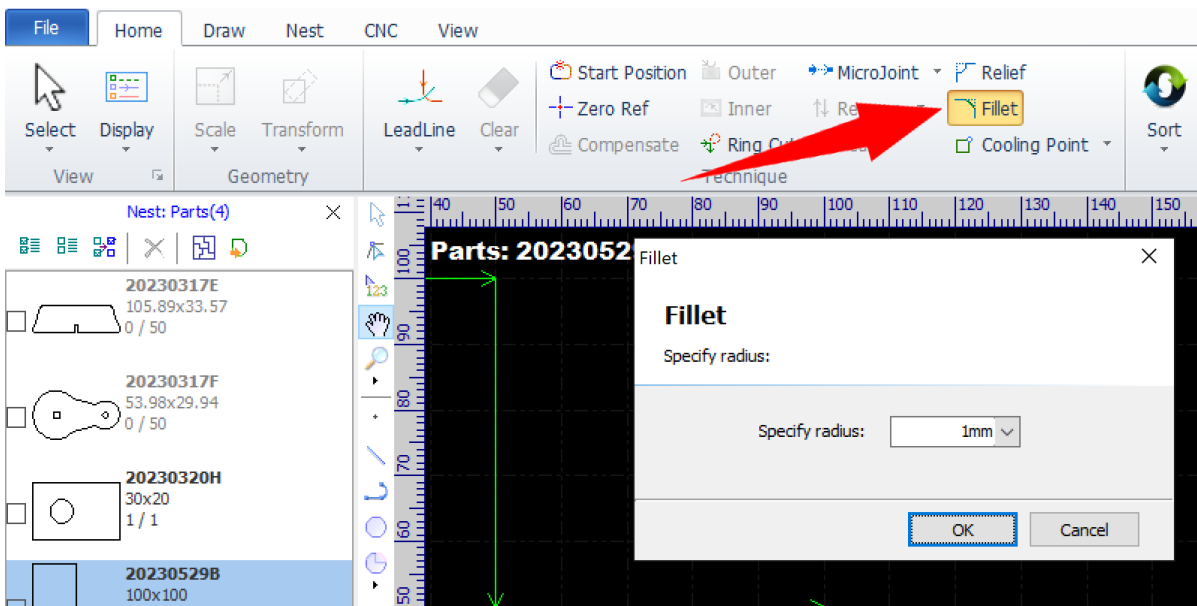 File Home Draw Nest CNC View
Start Position Outer MicroJoint Relief
Zero Ref Inner Fillet
Select Display Scale Transform LeadLine Clear Compensate Ring Cooling Point Sort
View Geometry Technique
Nest: Parts(4)
40 50 60 70 80 90 100 110 120 130 140 150
20230317E
105.89x33.57
0 / 50
20230317F
53.98x29.94
0 / 50
20230320H
30x20
1 / 1
20230529B
100x100
123
100
90
80
70
60
50
Parts: 2023052
Fillet
Fillet
Specify radius:
Specify radius: 1mm
OK Cancel